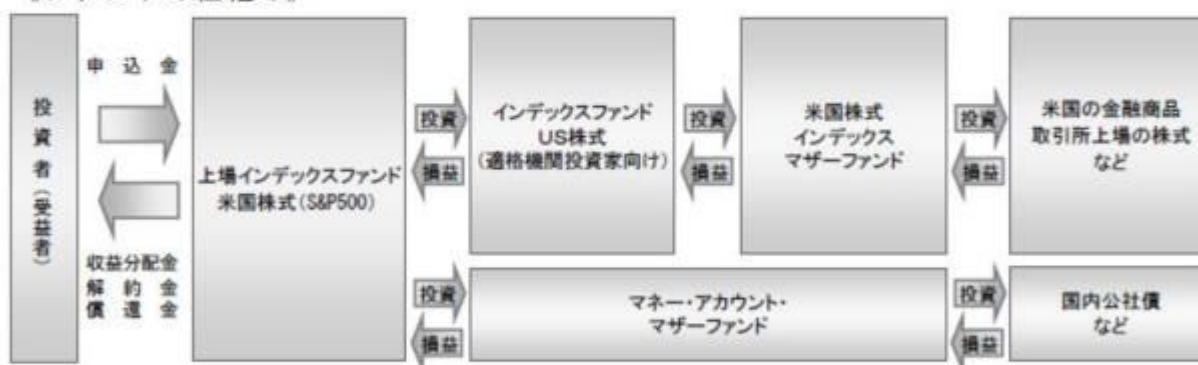 申込金
投資者(受益者)
収益分配金
解約金
償還金
上場インデックスファンド
米国株式(S&P500)
投資
損益
インデックスファンド
US株式
(適格機関投資家向け)
投資
損益
米国株式
インデックス
マザーファンド
投資
損益
米国の金融商品
取引所上場の株式
など
投資
損益
マネー・アカウント・
マザーファンド
投資
損益
国内公社債
など